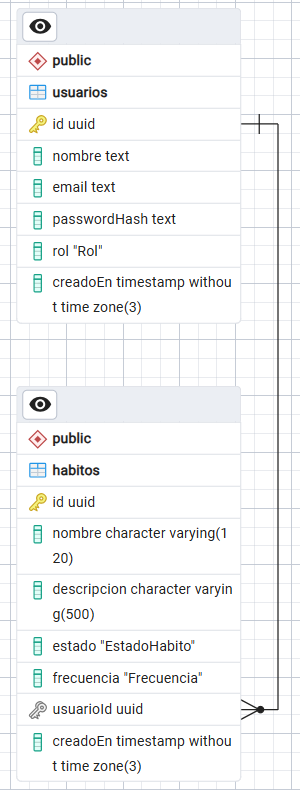 public
usuarios
id uuid
nombre text
email text
passwordHash text
rol "Rol"
creadoEn timestamp withou
t time zone(3)
public
habitos
id uuid
nombre character varying(1
20)
descripcion character varyin
g(500)
estado "EstadoHabito"
frecuencia "Frecuencia"
usuarioId uuid
creadoEn timestamp withou
t time zone(3)